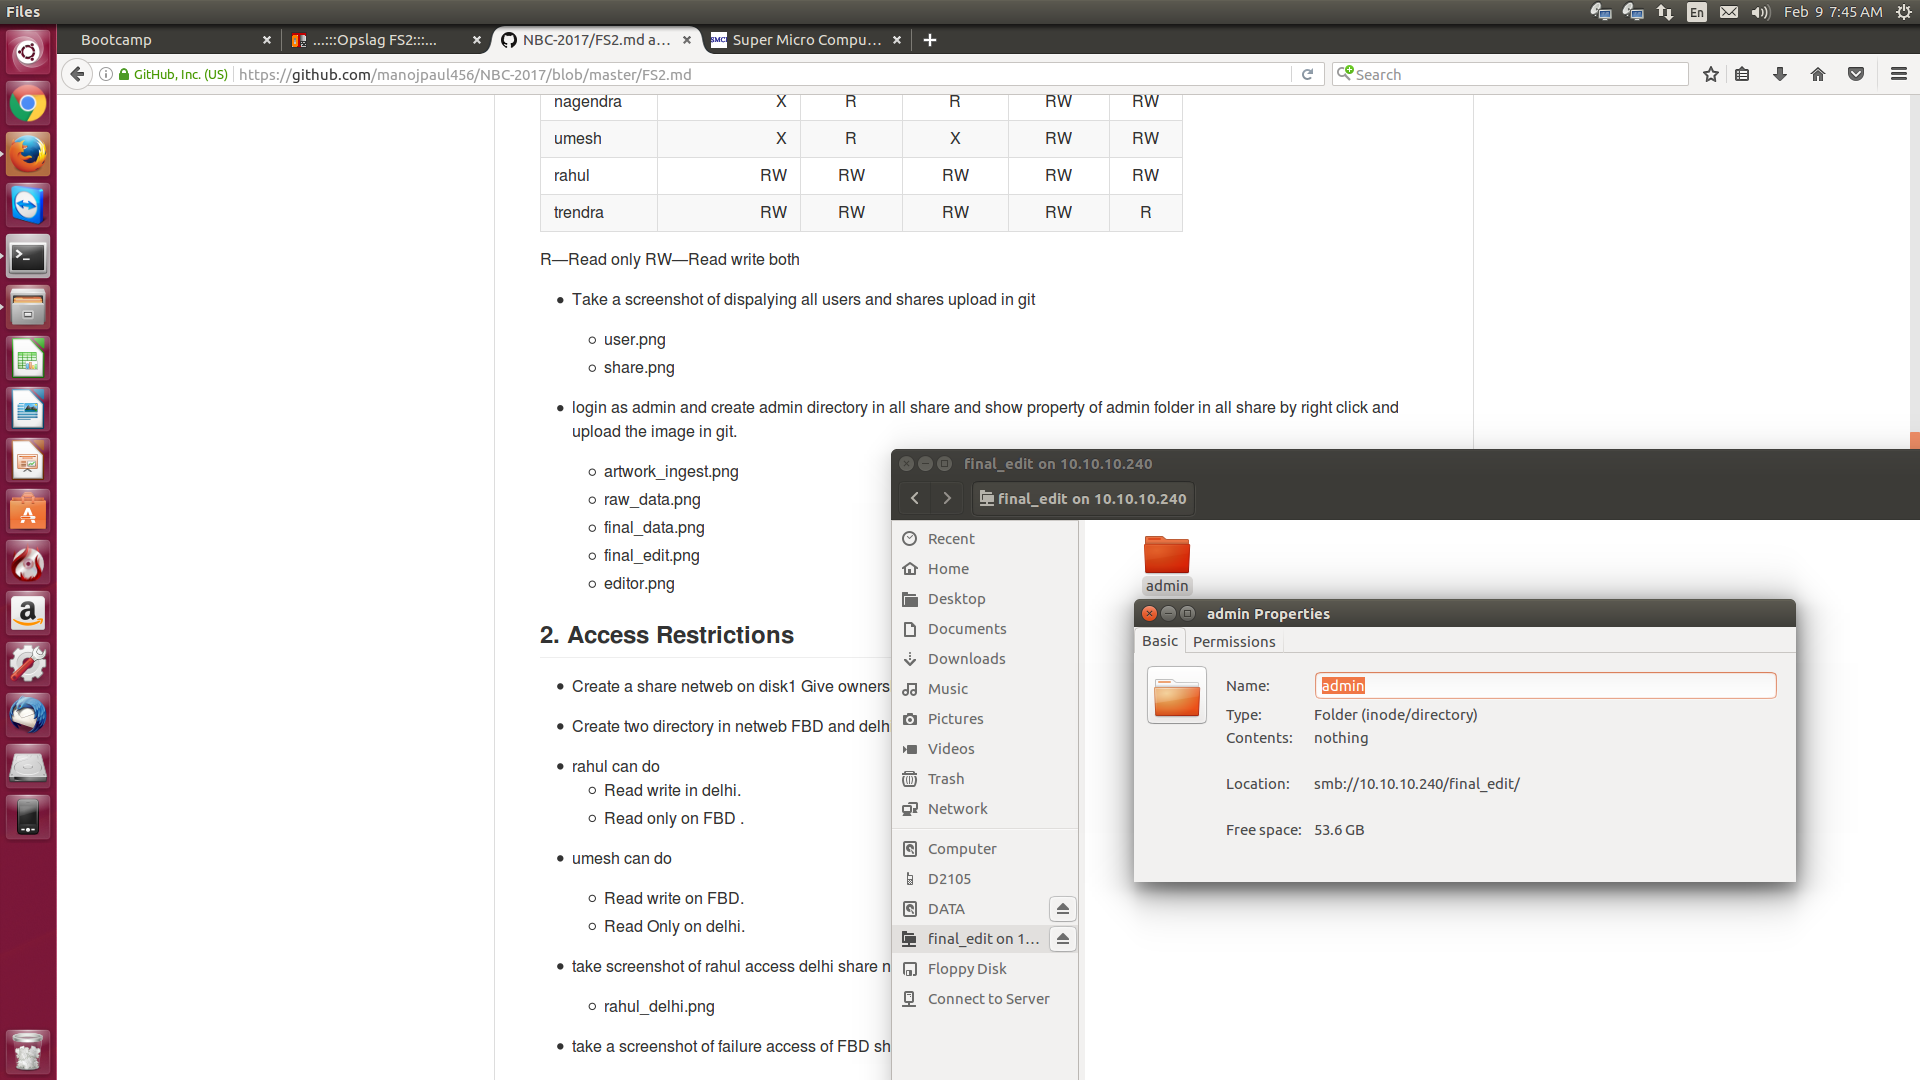 Files
En
Feb 9 7:45 AM
Bootcamp
...:::Opslag FS2:::...
NBC-2017/FS2.md a...
Super Micro Compu...
GitHub, Inc. (US)
https://github.com/manojpaul456/NBC-2017/blob/master/FS2.md
Search
nagendra X R R RW RW
umesh X R X RW RW
rahul RW RW RW RW RW
trendra RW RW RW RW R
R—Read only RW—Read write both
Take a screenshot of dispalying all users and shares upload in git
user.png
share.png
login as admin and create admin directory in all share and show property of admin folder in all share by right click and
upload the image in git.
artwork_ingest.png
raw_data.png
final_data.png
final_edit.png
editor.png
2. Access Restrictions
Create a share netweb on disk1 Give owners
Create two directory in netweb FBD and delh
rahul can do
Read write in delhi.
Read only on FBD .
umesh can do
Read write on FBD.
Read Only on delhi.
take screenshot of rahul access delhi share n
rahul_delhi.png
take a screenshot of failure access of FBD sh
final_edit on 10.10.10.240
final_edit on 10.10.10.240
Recent
Home
Desktop
Documents
Downloads
Music
Pictures
Videos
Trash
Network
Computer
D2105
DATA
final_edit on 1...
Floppy Disk
Connect to Server
admin
admin Properties
Basic Permissions
Name: admin
Type: Folder (inode/directory)
Contents: nothing
Location: smb://10.10.10.240/final_edit/
Free space: 53.6 GB